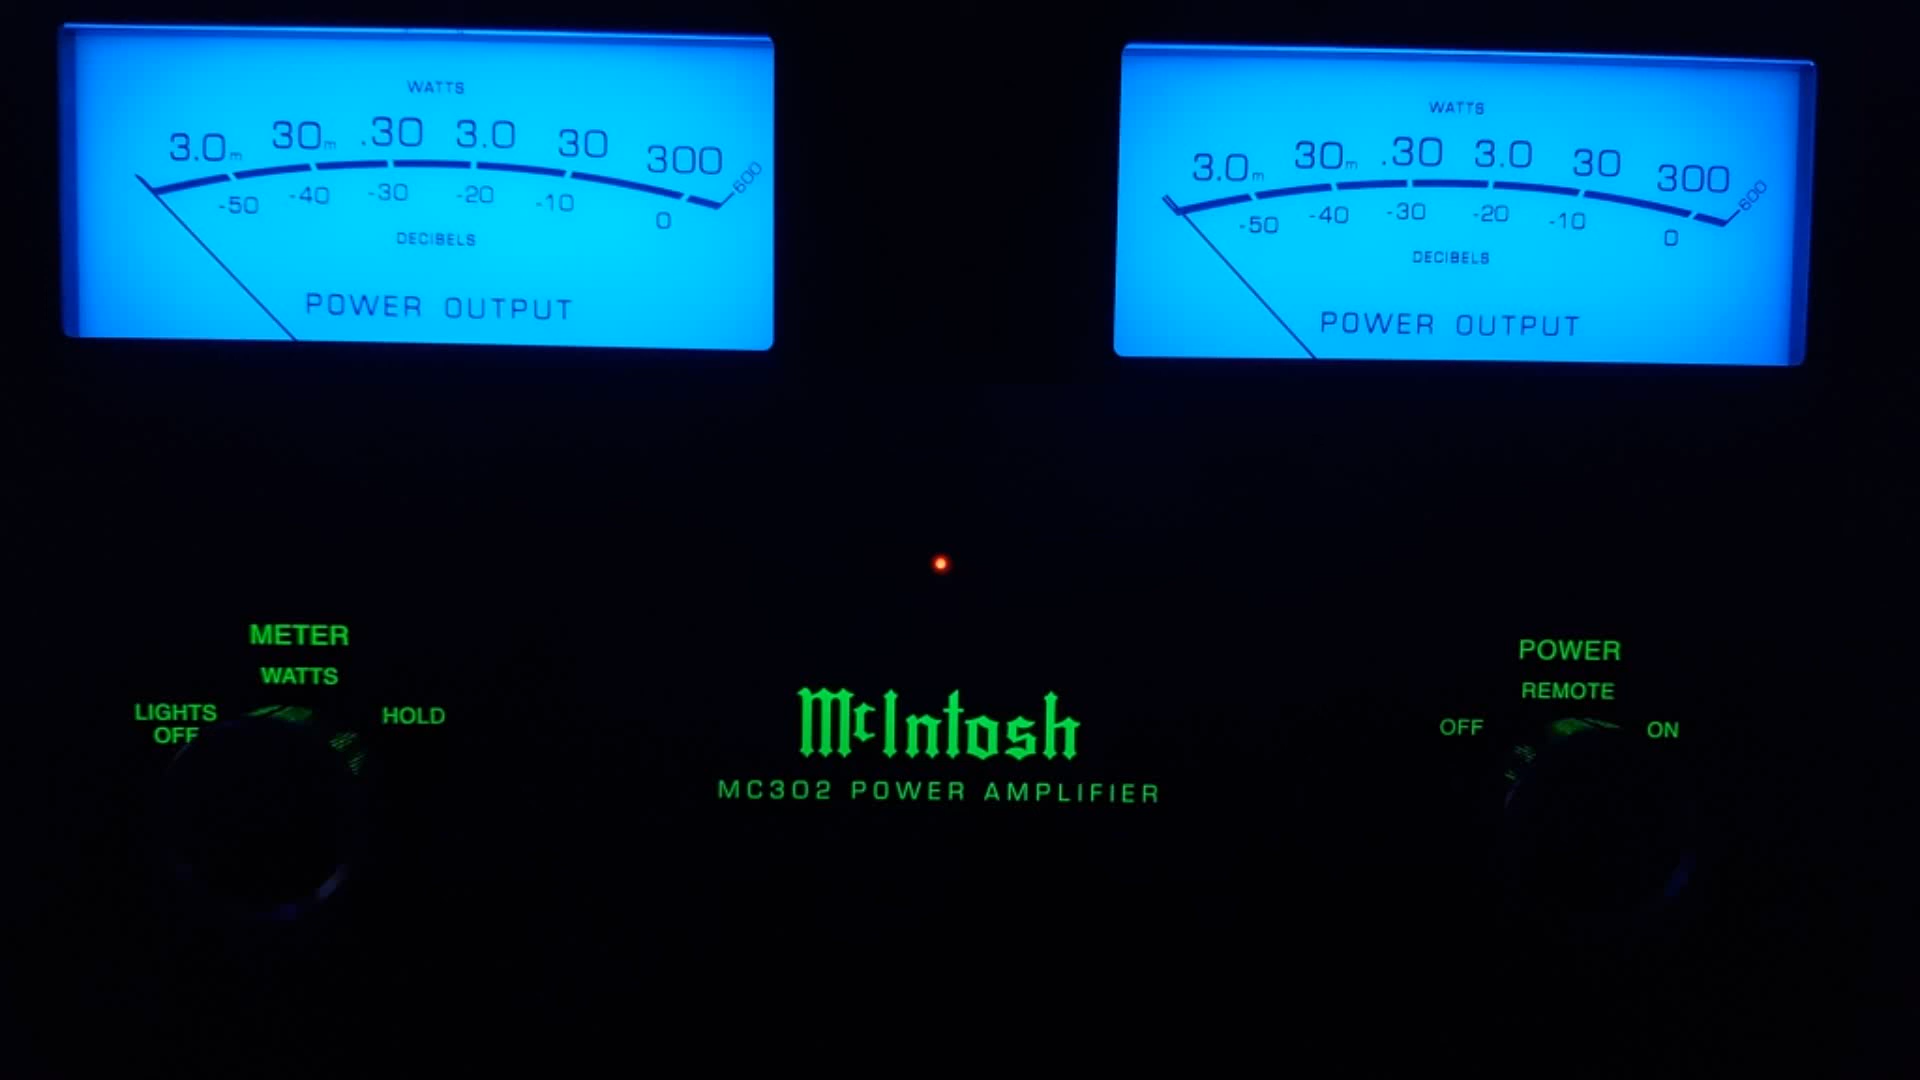 WATTS
3.0m 30m .30 3.0 30 300 600
-50 -40 -30 -20 -10 0
DECIBELS
POWER OUTPUT
WATTS
3.0m 30m .30 3.0 30 300 600
-50 -40 -30 -20 -10 0
DECIBELS
POWER OUTPUT
METER
WATTS
LIGHTS
OFF
HOLD
McIntosh
MC302 POWER AMPLIFIER
POWER
REMOTE
OFF
ON